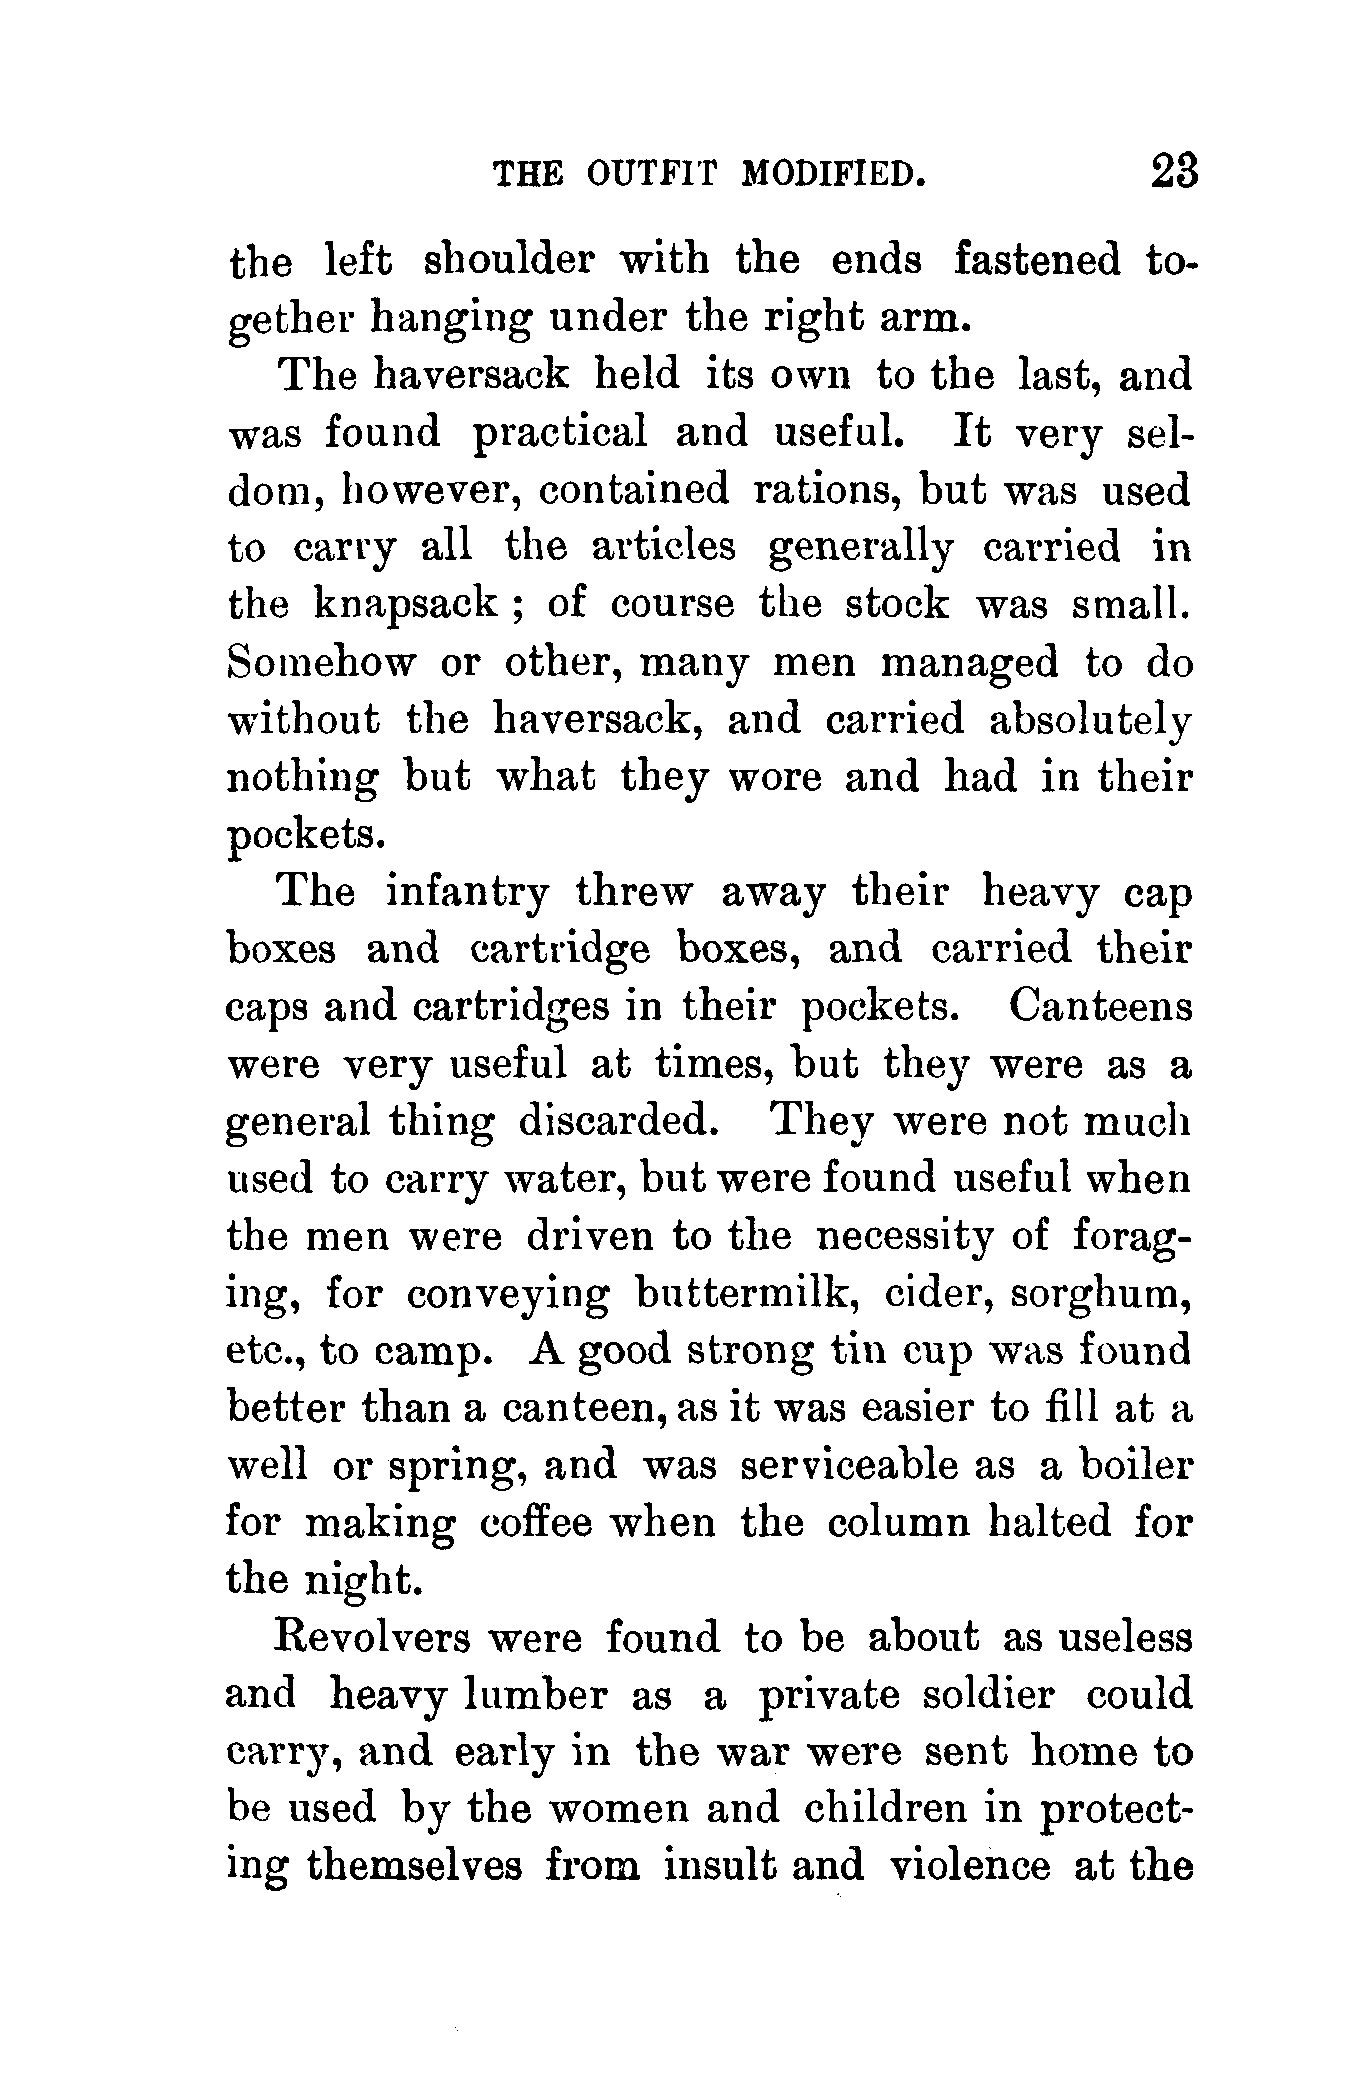 THE OUTFIT MODIFIED. 23
the left shoulder with the ends fastened to-
gether hanging under the right arm.
The haversack held its own to the last, and
was found practical and useful. It very sel-
dom, however, contained rations, but was used
to carry all the articles generally carried in
the knapsack ; of course the stock was small.
Somehow or other, many men managed to do
without the haversack, and carried absolutely
nothing but what they wore and had in their
pockets.
The infantry threw away their heavy cap
boxes and cartridge boxes, and carried their
caps and cartridges in their pockets. Canteens
were very useful at times, but they were as a
general thing discarded. They were not much
used to carry water, but were found useful when
the men were driven to the necessity of forag-
ing, for conveying buttermilk, cider, sorghum,
etc., to camp. A good strong tin cup was found
better than a canteen, as it was easier to fill at a
well or spring, and was serviceable as a boiler
for making coffee when the column halted for
the night.
Revolvers were found to be about as useless
and heavy lumber as a private soldier could
carry, and early in the war were sent home to
be used by the women and children in protect-
ing themselves from insult and violence at the